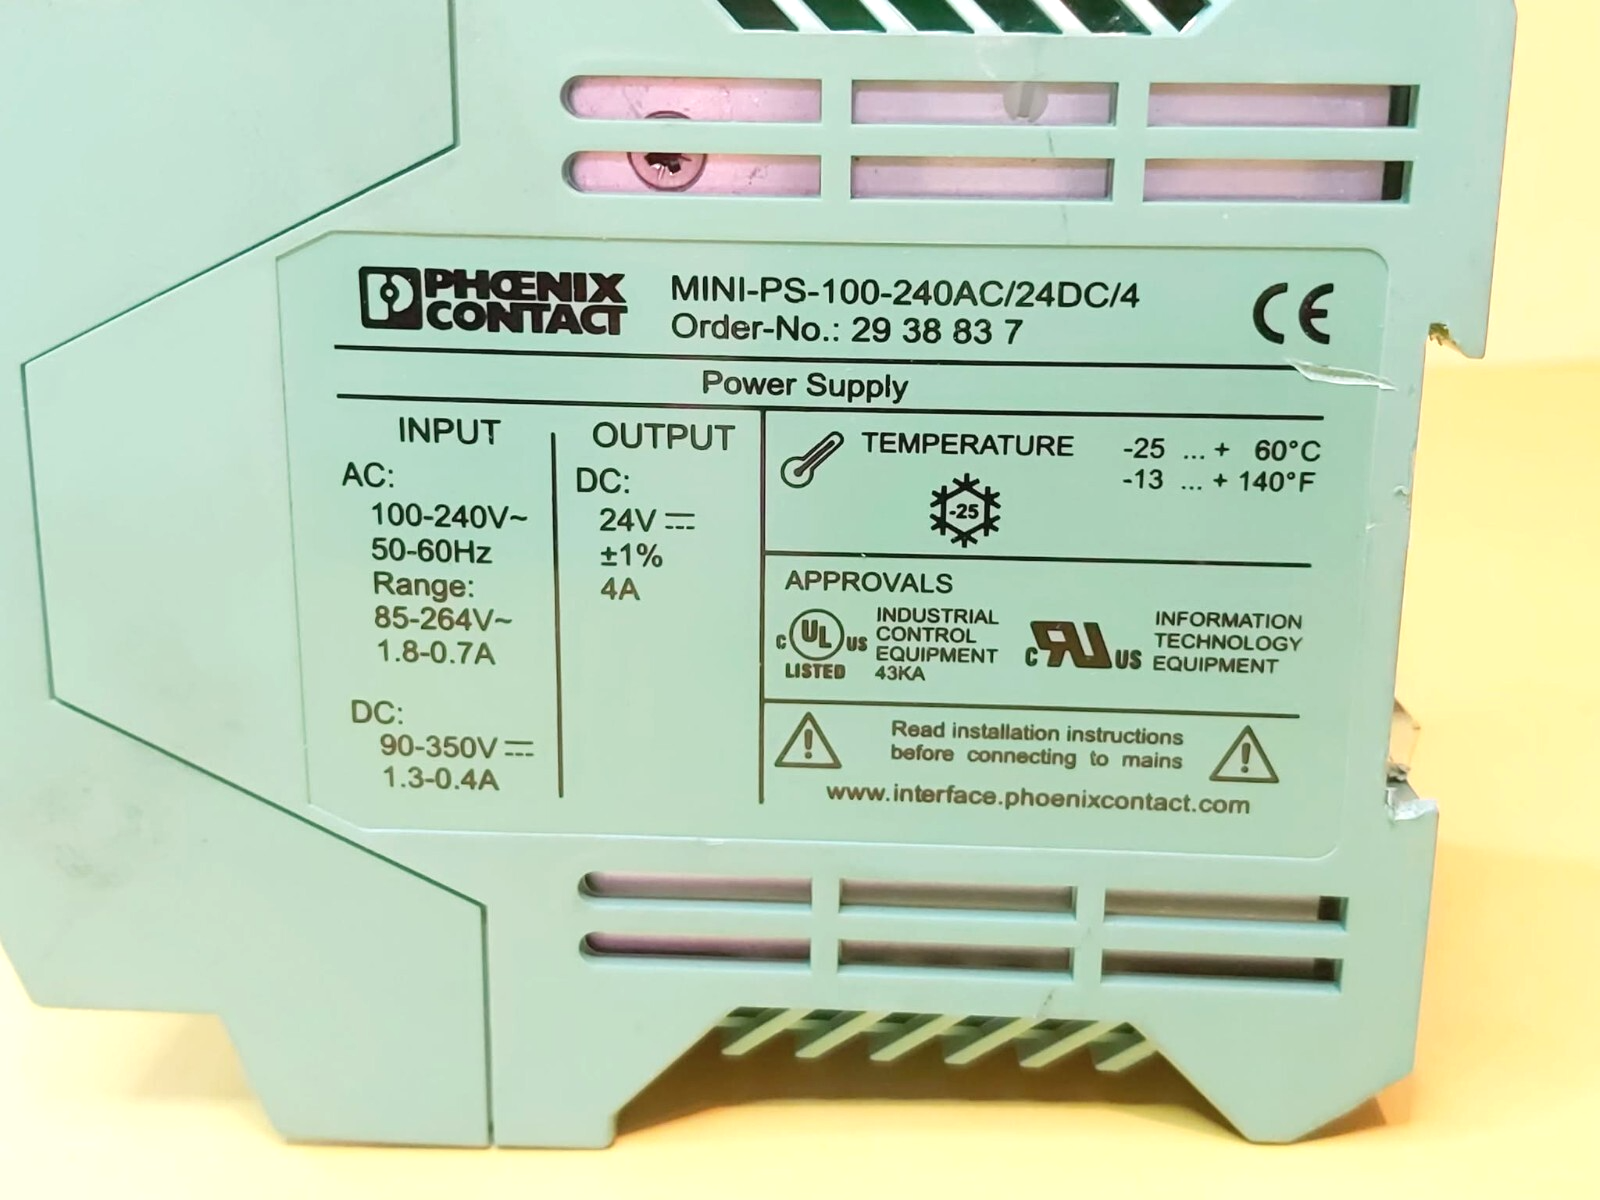 PHŒNIX
CONTACT
MINI-PS-100-240AC/24DC/4
Order-No.: 29 38 83 7
CE
Power Supply
INPUT
AC:
100-240V~
50-60Hz
Range:
85-264V~
1.8-0.7A
DC:
90-350V⎓
1.3-0.4A
OUTPUT
DC:
24V⎓
±1%
4A
TEMPERATURE -25 ... + 60°C
-13 ... + 140°F
-25
APPROVALS
c UL us
LISTED
INDUSTRIAL
CONTROL
EQUIPMENT
43KA
c RU us
INFORMATION
TECHNOLOGY
EQUIPMENT
Read installation instructions
before connecting to mains
www.interface.phoenixcontact.com